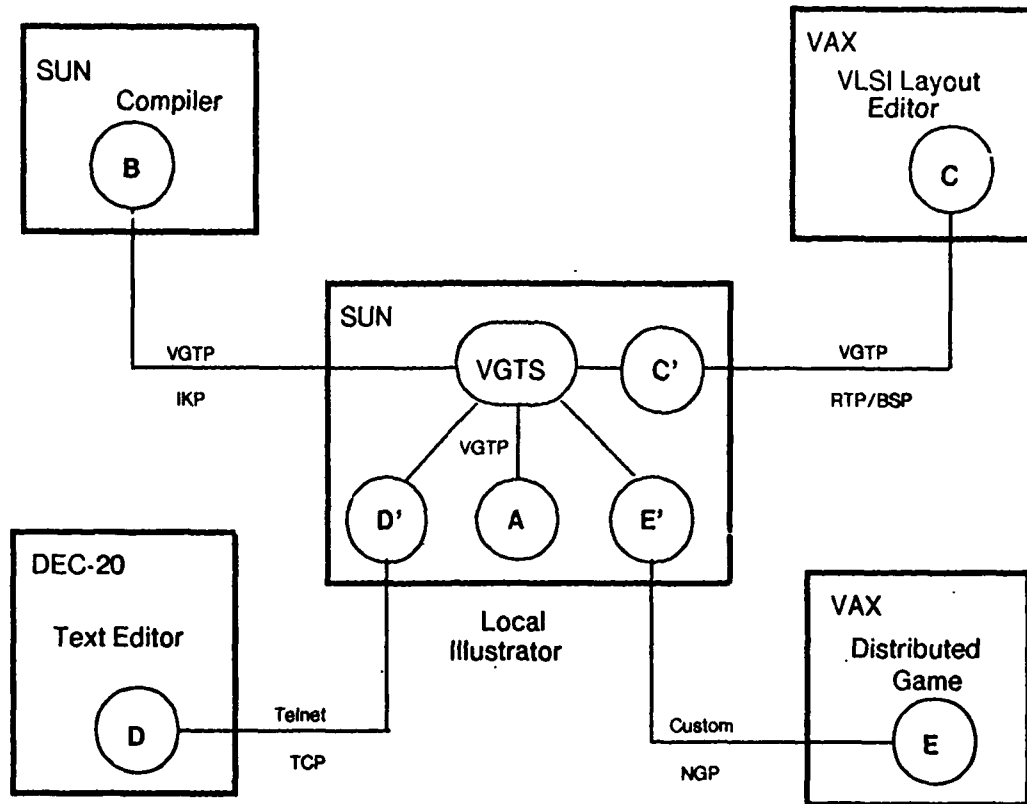 SUN
Compiler
B
VAX
VLSI Layout
Editor
C
SUN
VGTS
C'
VGTP
IKP
VGTP
RTP/BSP
VGTP
D'
A
E'
DEC-20
Text Editor
D
Local
Illustrator
VAX
Distributed
Game
E
Telnet
TCP
Custom
NGP